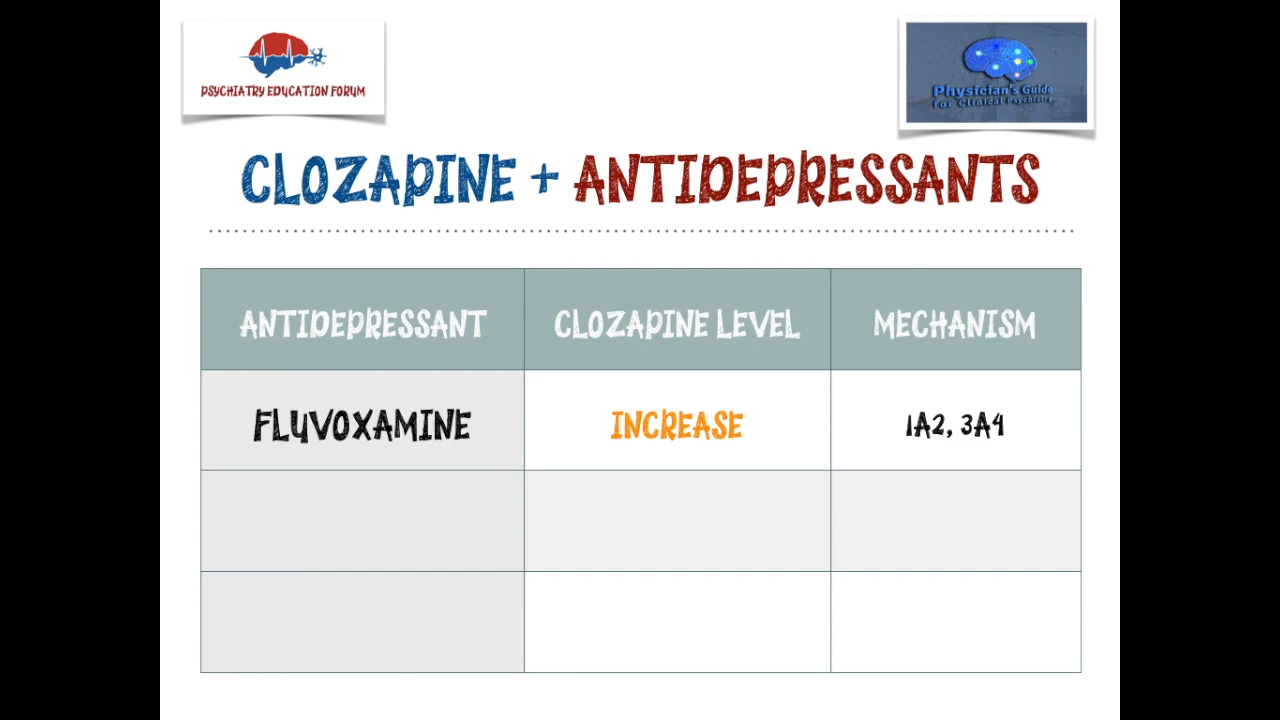 PSYCHIATRY EDUCATION FORUM
Physician's Guide
for Clinical Psychiatry
CLOZAPINE + ANTIDEPRESSANTS
ANTIDEPRESSANT CLOZAPINE LEVEL MECHANISM
FLUVOXAMINE INCREASE 1A2, 3A4